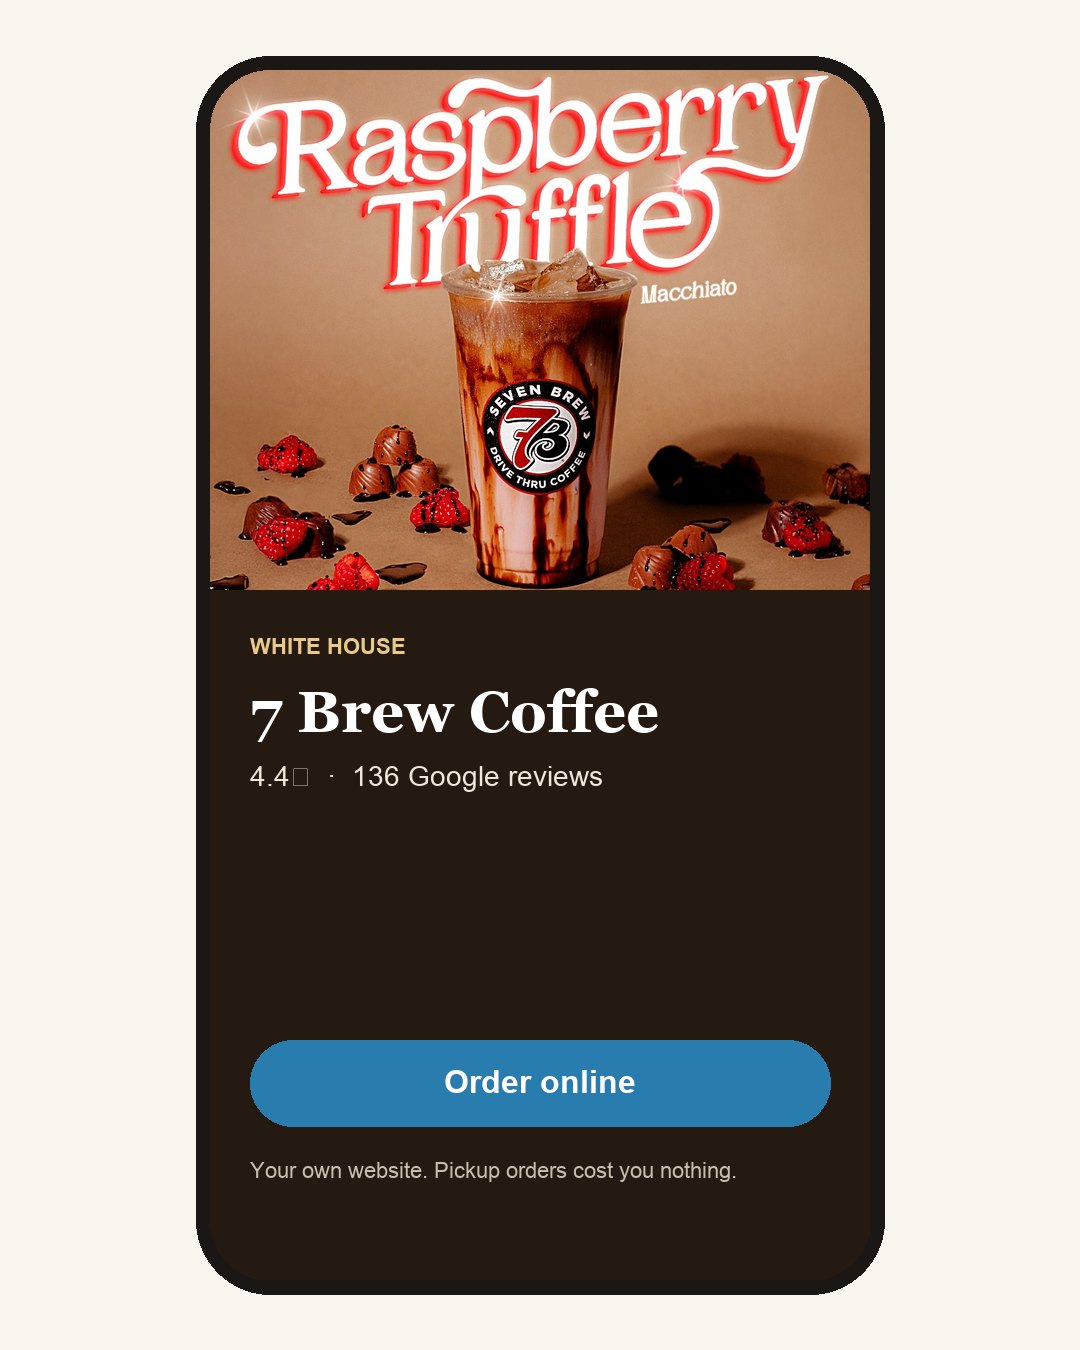 Raspberry
Truffle
Macchiato
SEVEN BREW
7B
DRIVE THRU COFFEE
WHITE HOUSE
7 Brew Coffee
4.4□ · 136 Google reviews
Order online
Your own website. Pickup orders cost you nothing.